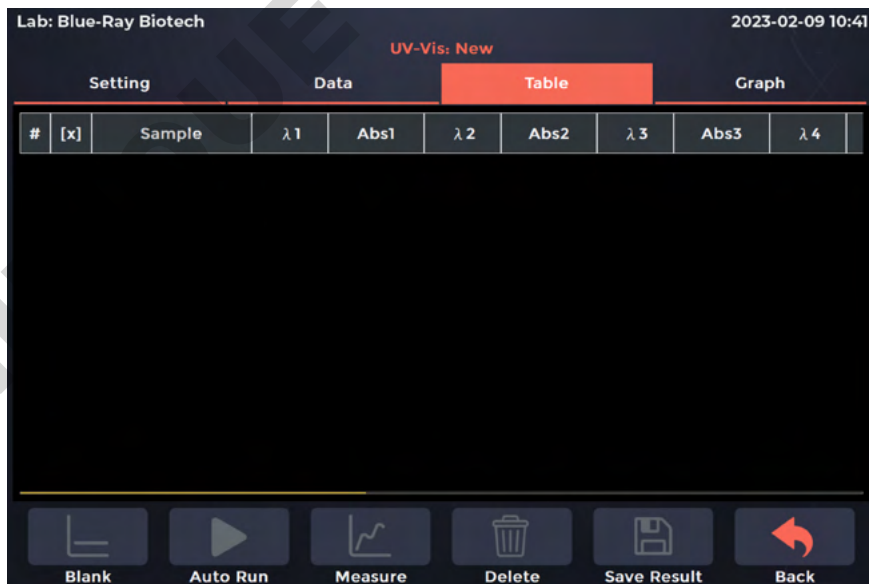 Lab: Blue-Ray Biotech 2023-02-09 10:41
UV-Vis: New
Setting Data Table Graph
# [x] Sample λ1 Abs1 λ2 Abs2 λ3 Abs3 λ4
Blank Auto Run Measure Delete Save Result Back